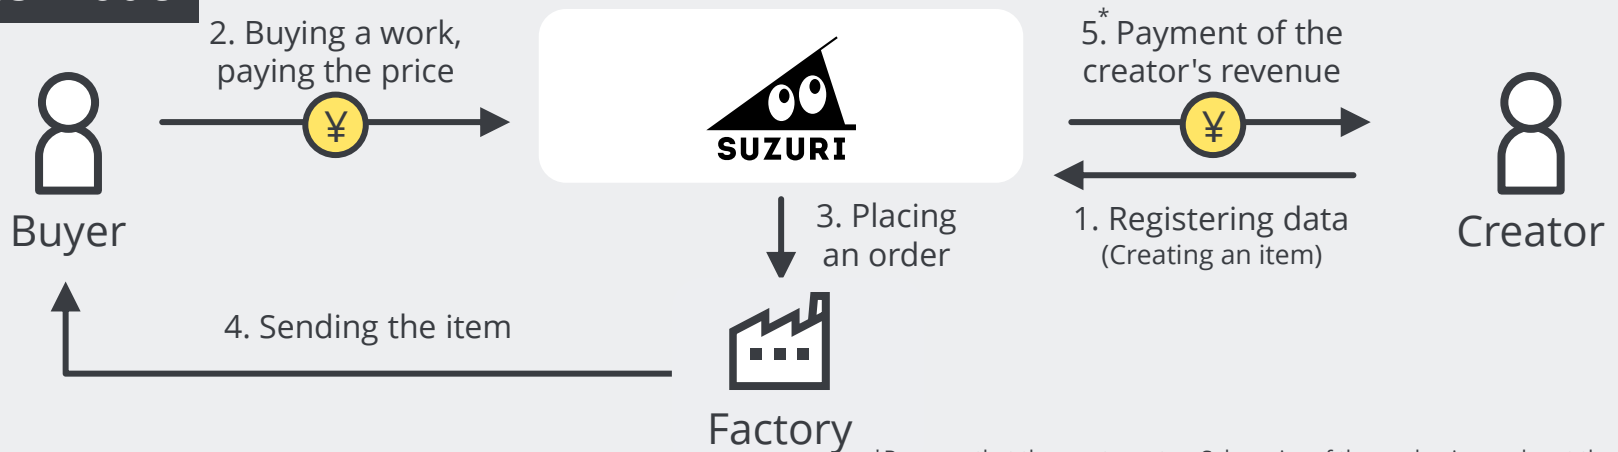 2. Buying a work,
paying the price
¥
Buyer
SUZURI
5.* Payment of the
creator's revenue
¥
1. Registering data
(Creating an item)
Creator
3. Placing
an order
4. Sending the item
Factory